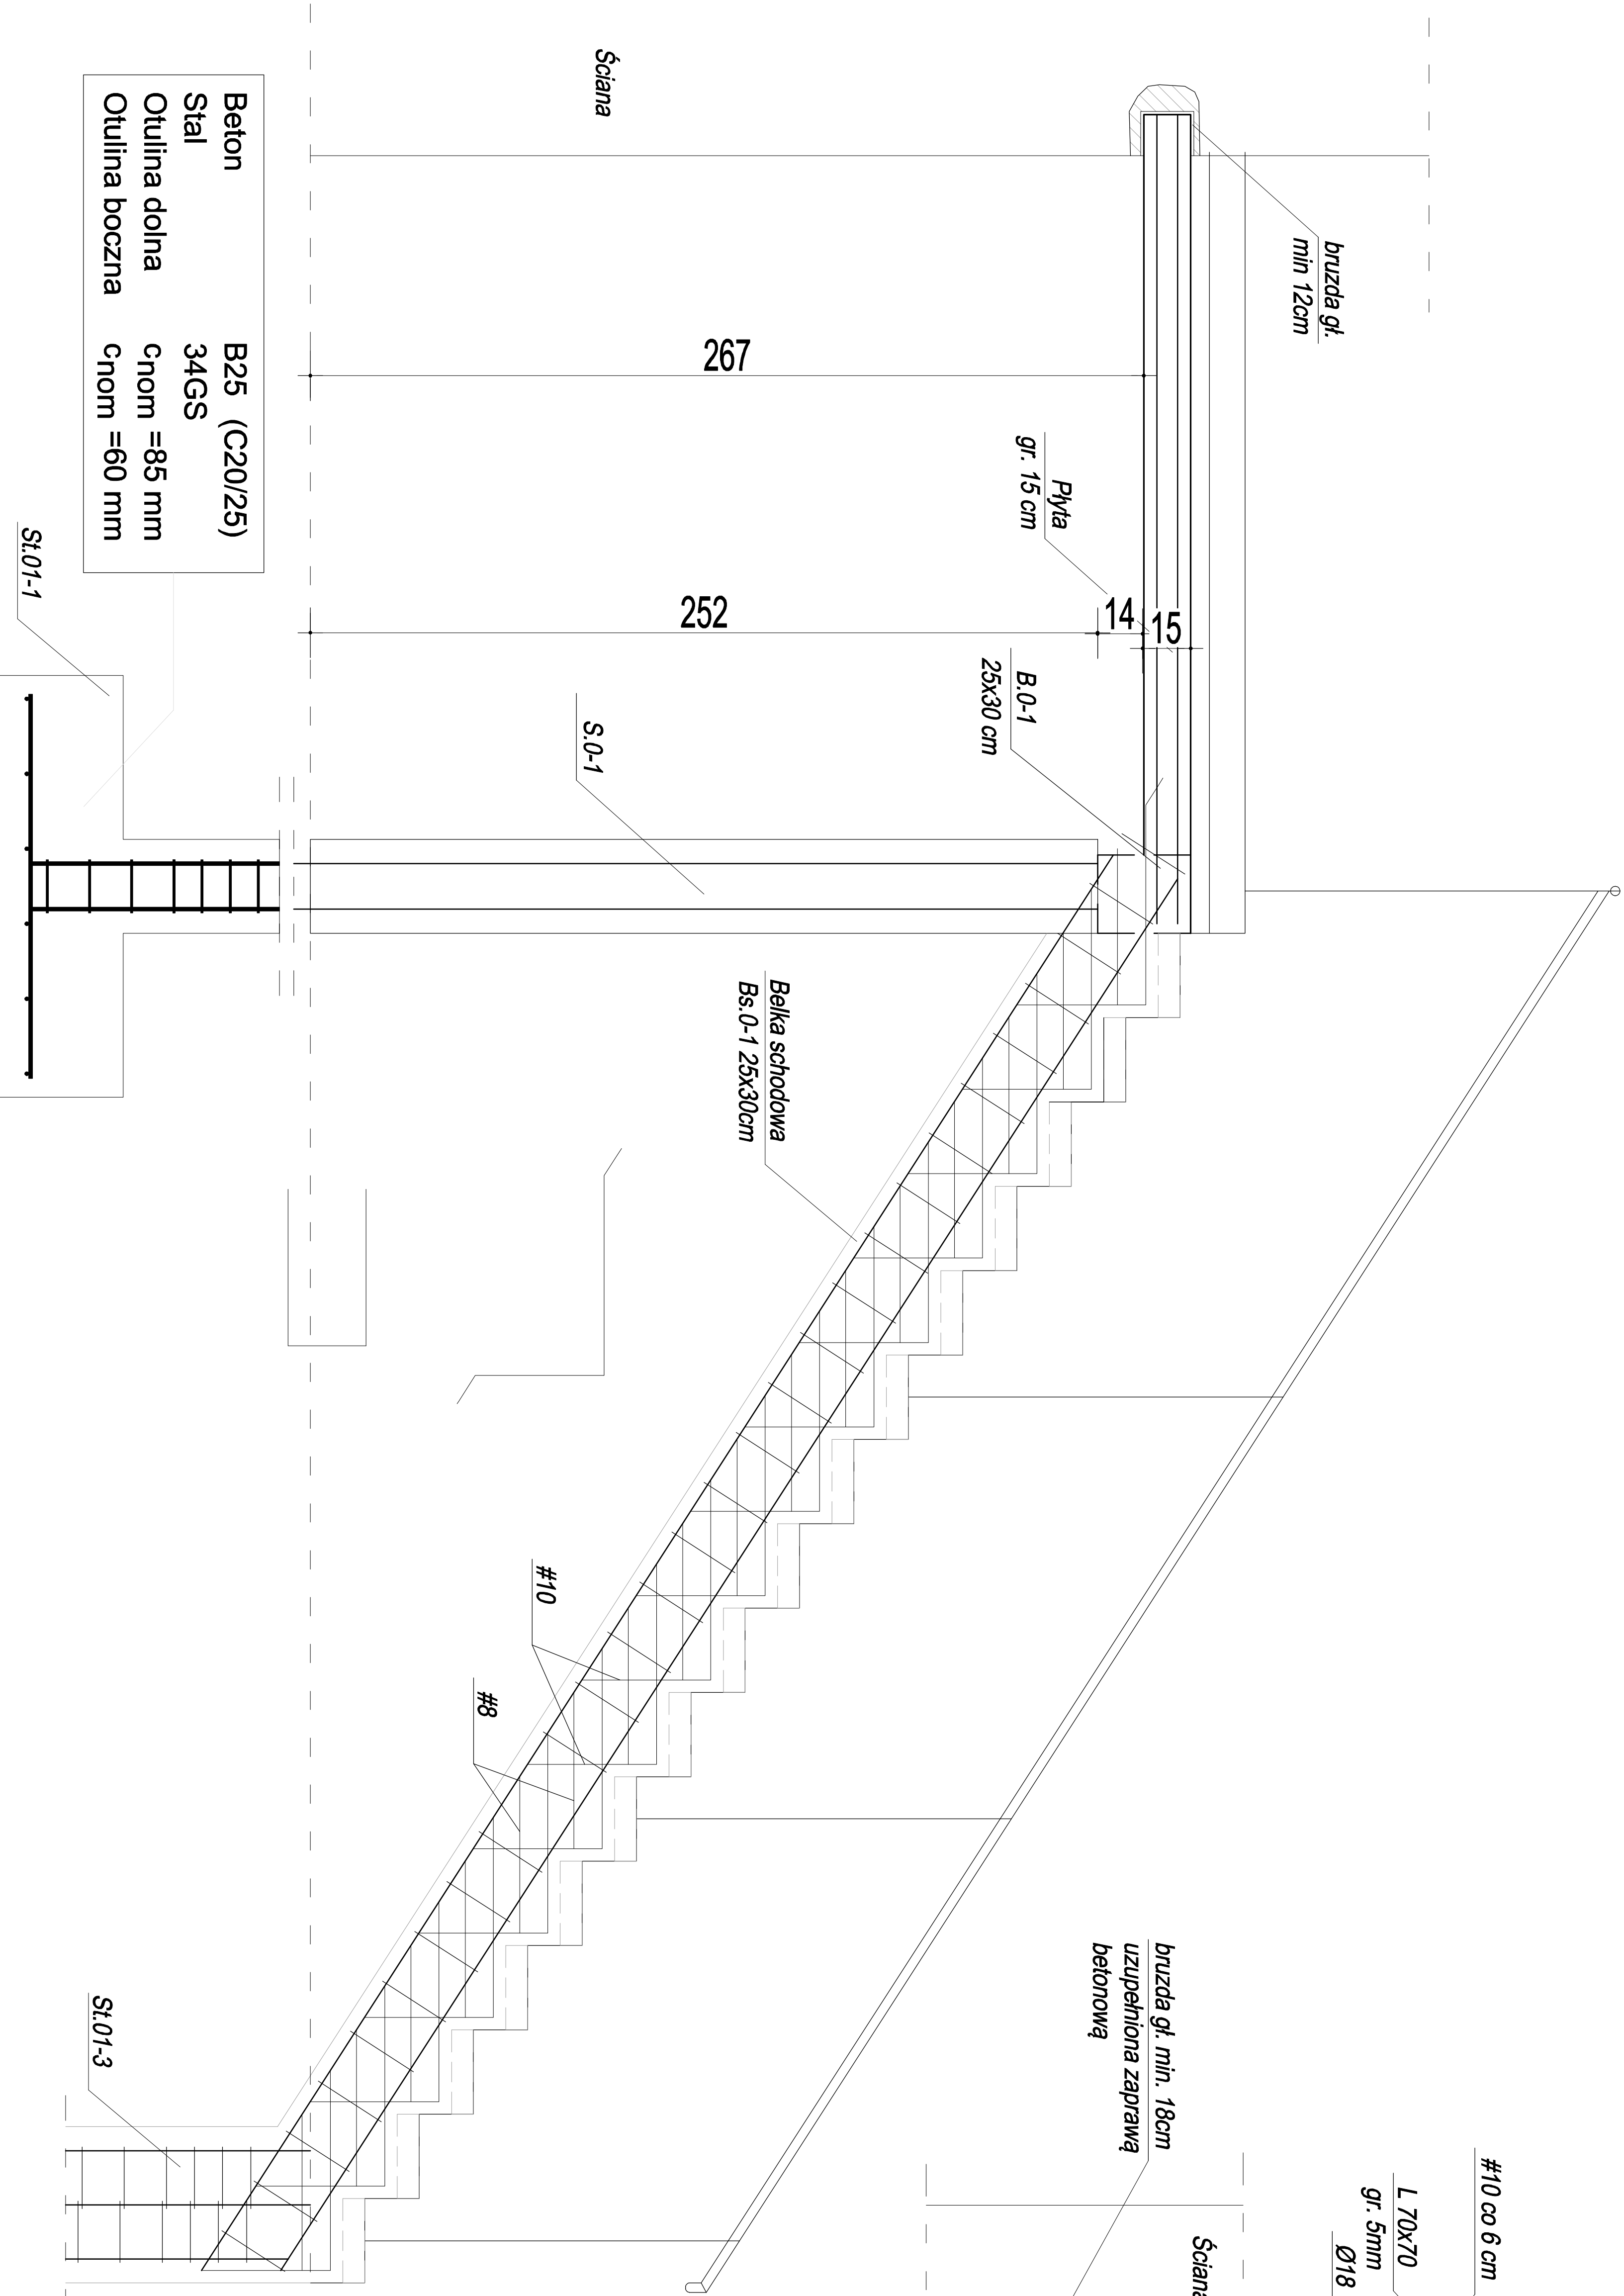 bruzda gł.
min 12cm
Ściana
267
Płyta
gr. 15 cm
252
14
15
B.0-1
25x30 cm
S.0-1
Beton B25 (C20/25)
Stal 34GS
Otulina dolna cnom =85 mm
Otulina boczna cnom =60 mm
St.01-1
Belka schodowa
Bs.0-1 25x30cm
#10
#8
St.01-3
bruzda gł. min. 18cm
uzupełniona zaprawą
betonową
#10 co 6 cm
L 70x70
gr. 5mm
Ø18
Ściana